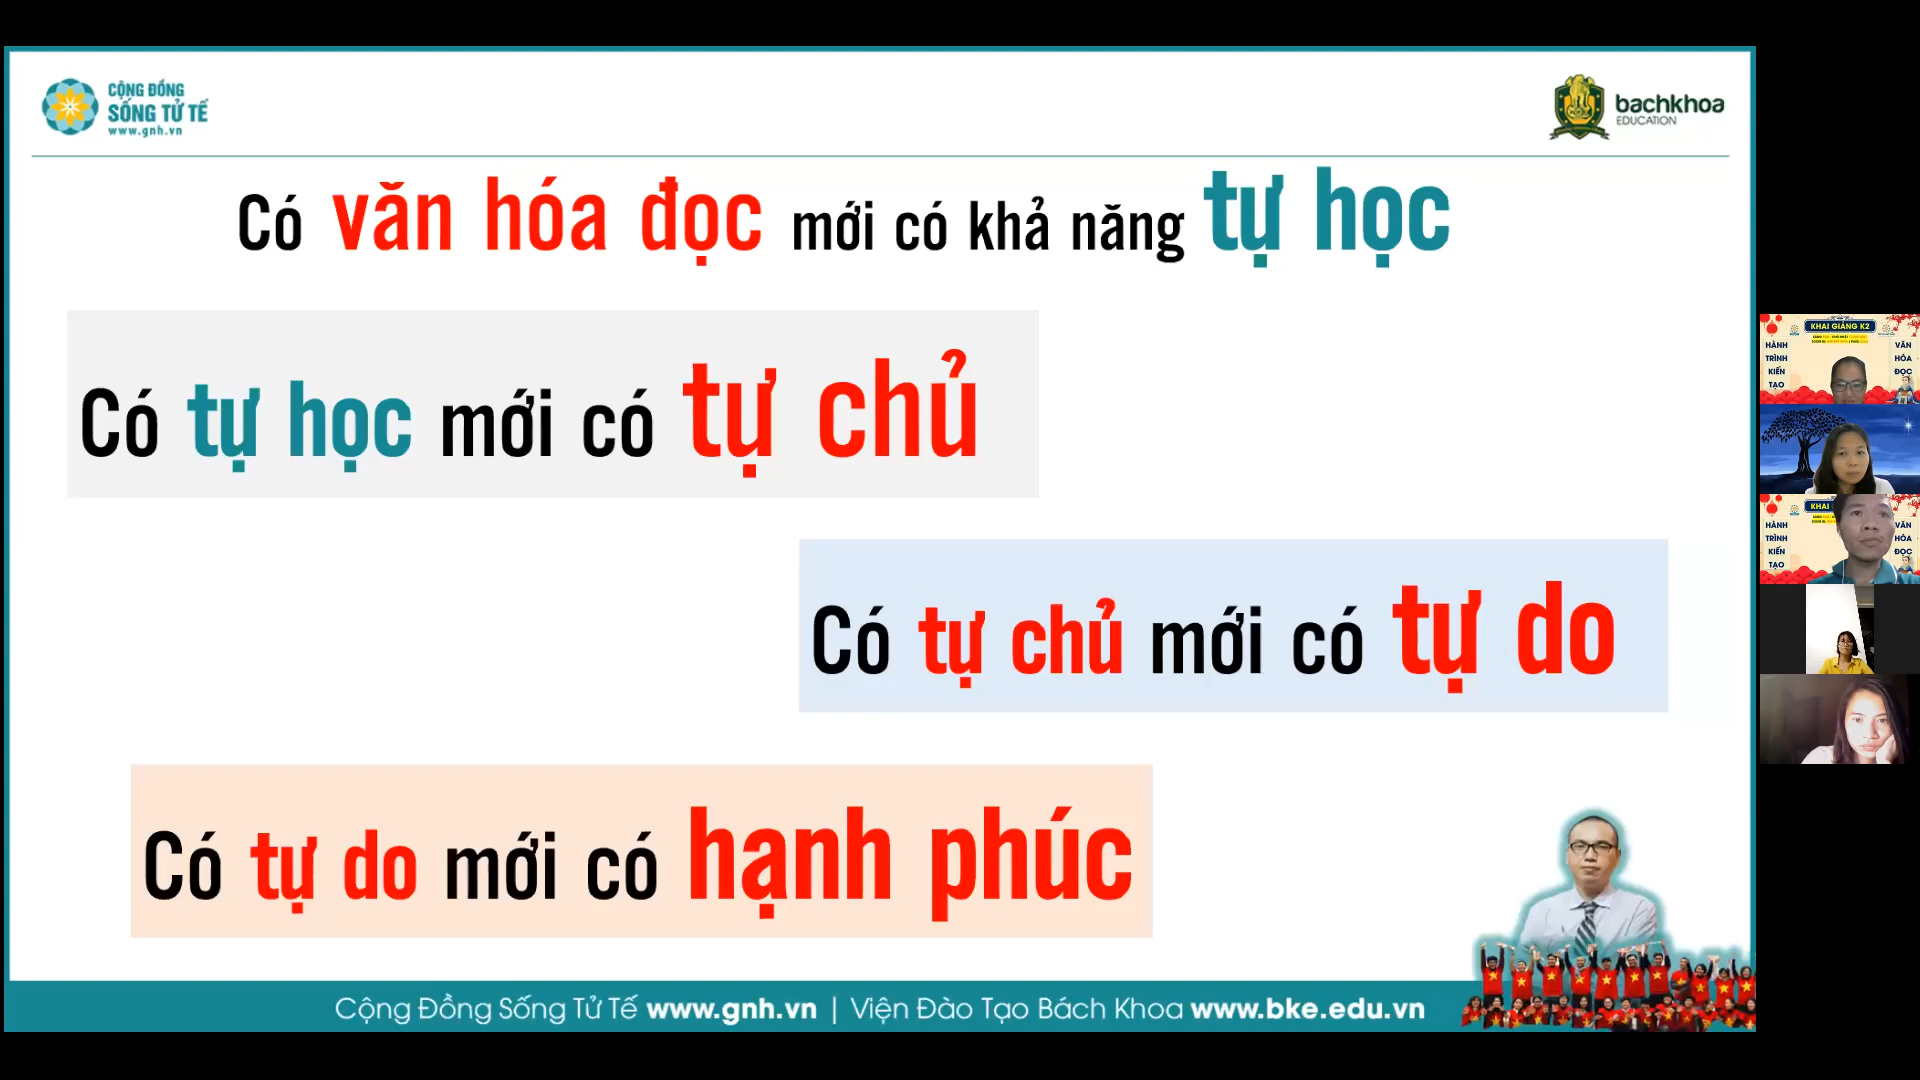 CỘNG ĐỒNG
SỐNG TỬ TẾ
www.gnh.vn
bachkhoa
EDUCATION
Có văn hóa đọc mới có khả năng tự học
Có tự học mới có tự chủ
Có tự chủ mới có tự do
Có tự do mới có hạnh phúc
Cộng Đồng Sống Tử Tế www.gnh.vn | Viện Đào Tạo Bách Khoa www.bke.edu.vn
KHAI GIẢNG K2
HÀNH
TRÌNH
KIẾN
TẠO
VĂN
HÓA
ĐỌC
KHAI
HÀNH
TRÌNH
KIẾN
TẠO
VĂN
HÓA
ĐỌC